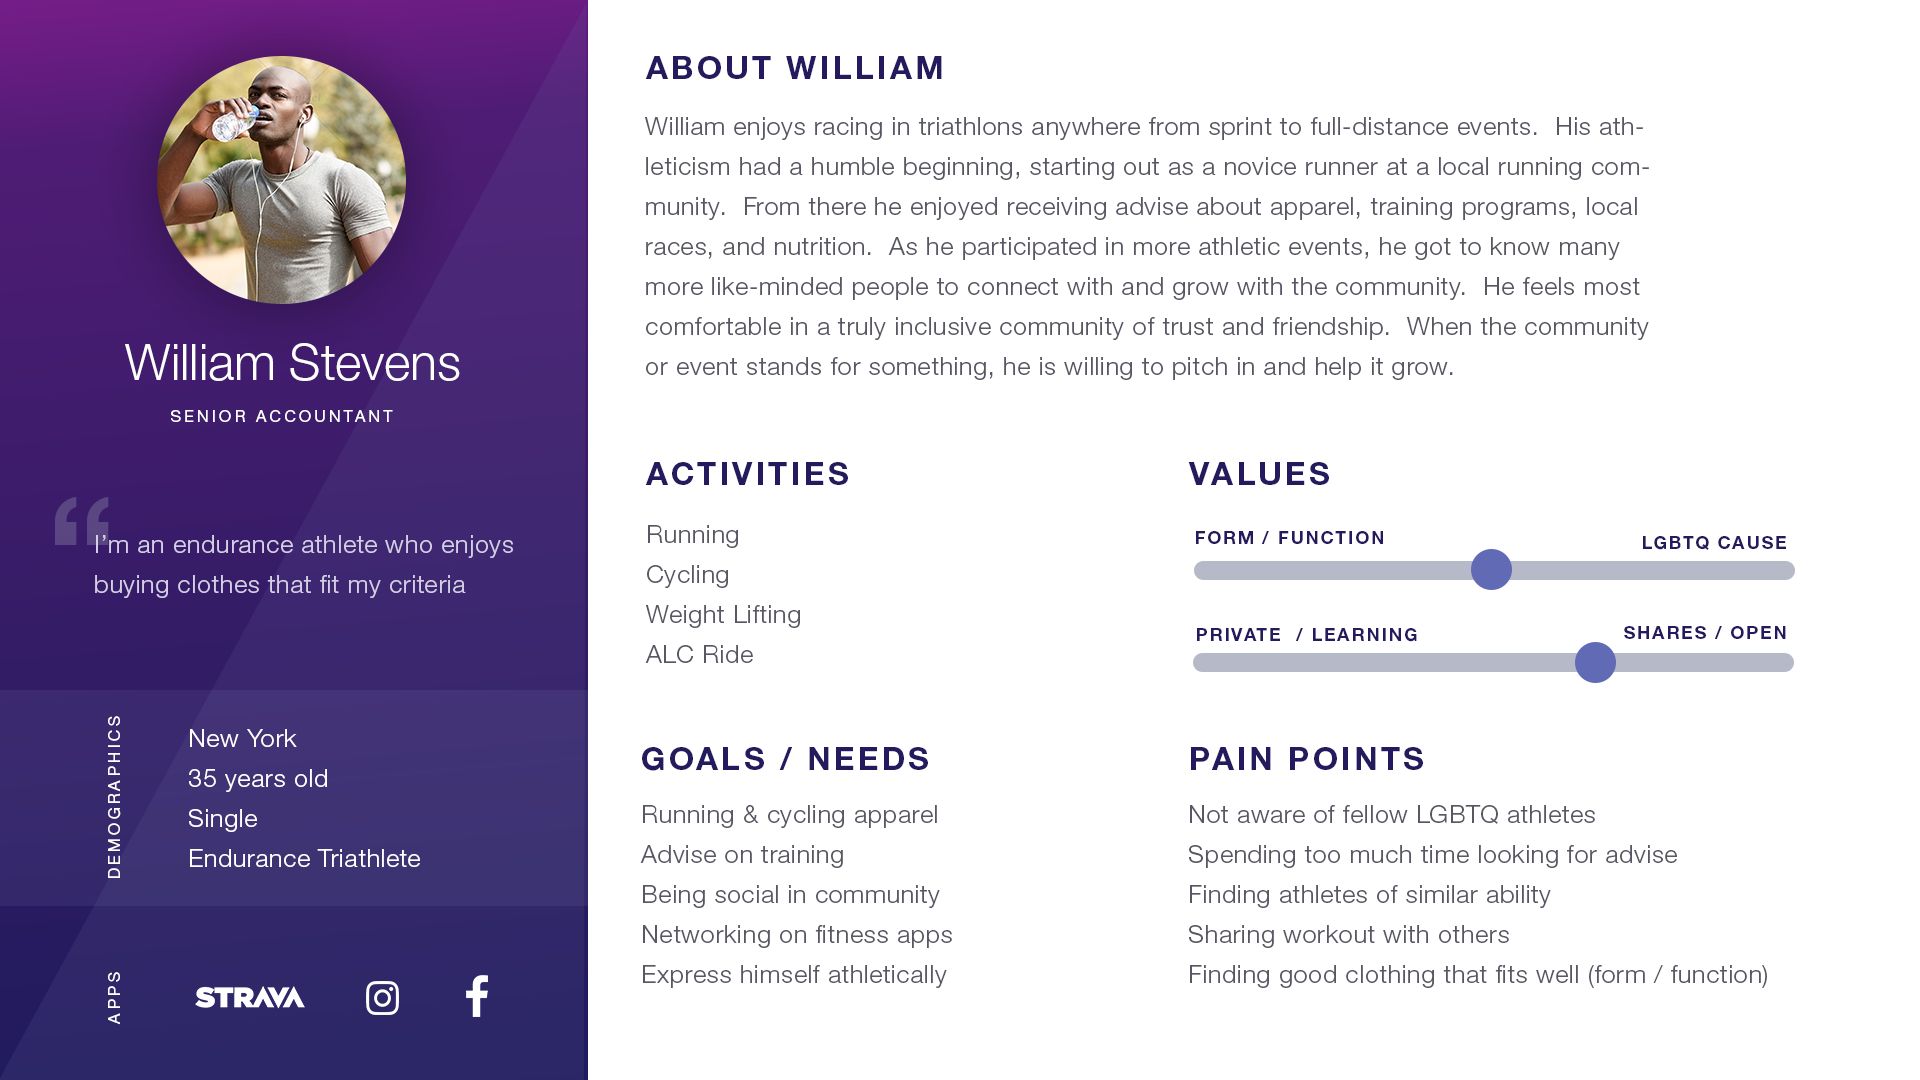 William Stevens
SENIOR ACCOUNTANT
“
I’m an endurance athlete who enjoys
buying clothes that fit my criteria
DEMOGRAPHICS
New York
35 years old
Single
Endurance Triathlete
APPS
STRAVA
ABOUT WILLIAM
William enjoys racing in triathlons anywhere from sprint to full-distance events.  His ath-
leticism had a humble beginning, starting out as a novice runner at a local running com-
munity.  From there he enjoyed receiving advise about apparel, training programs, local
races, and nutrition.  As he participated in more athletic events, he got to know many
more like-minded people to connect with and grow with the community.  He feels most
comfortable in a truly inclusive community of trust and friendship.  When the community
or event stands for something, he is willing to pitch in and help it grow.
ACTIVITIES
Running
Cycling
Weight Lifting
ALC Ride
VALUES
FORM / FUNCTION
LGBTQ CAUSE
PRIVATE  / LEARNING
SHARES / OPEN
GOALS / NEEDS
Running & cycling apparel
Advise on training
Being social in community
Networking on fitness apps
Express himself athletically
PAIN POINTS
Not aware of fellow LGBTQ athletes
Spending too much time looking for advise
Finding athletes of similar ability
Sharing workout with others
Finding good clothing that fits well (form / function)